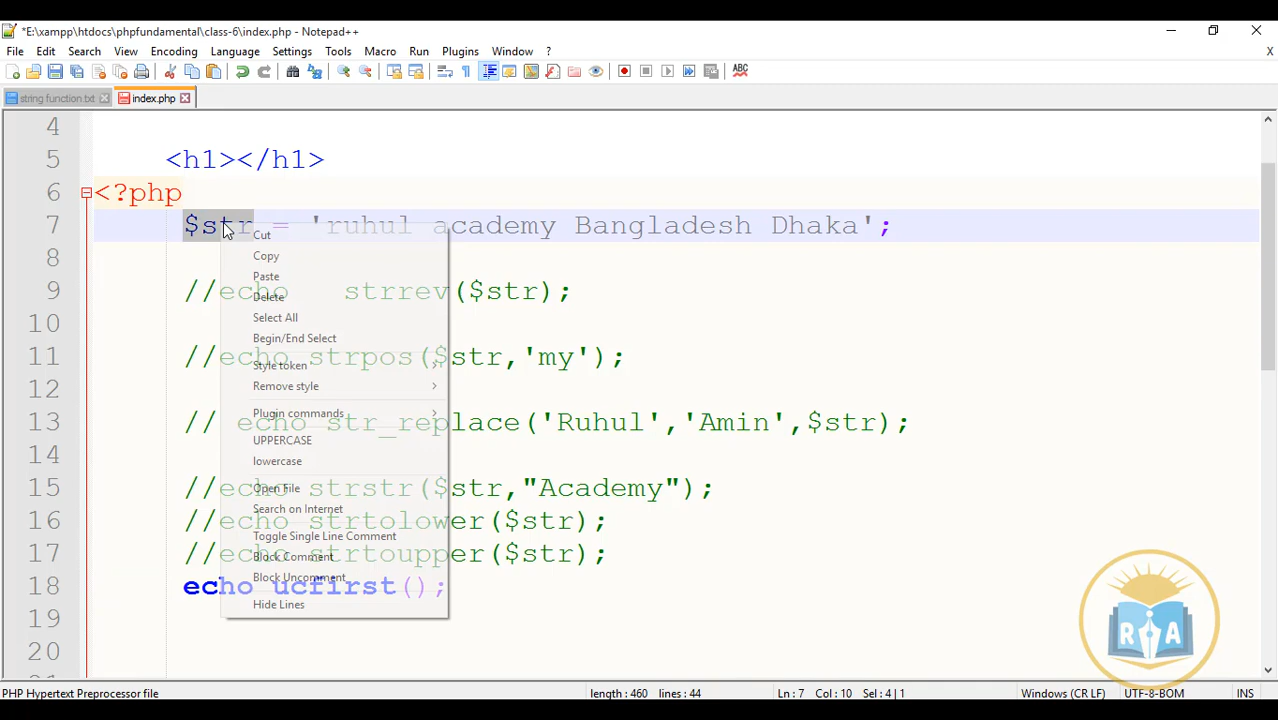 *E:\xampp\htdocs\phpfundamental\class-6\index.php - Notepad++
File Edit Search View Encoding Language Settings Tools Macro Run Plugins Window ? X
ABC
string function.txt index.php
4
5 <h1></h1>
6 <?php
7 $str = 'ruhul academy Bangladesh Dhaka';
8
9 //echo strrev($str);
10
11 //echo strpos($str,'my');
12
13 // echo str_replace('Ruhul','Amin',$str);
14
15 //echo strstr($str,"Academy");
16 //echo strtolower($str);
17 //echo strtoupper($str);
18 echo ucfirst();
19
20
Cut
Copy
Paste
Delete
Select All
Begin/End Select
Style token
Remove style
Plugin commands
UPPERCASE
lowercase
Open File
Search on Internet
Toggle Single Line Comment
Block Comment
Block Uncomment
Hide Lines
R A
PHP Hypertext Preprocessor file length : 460 lines : 44 Ln : 7 Col : 10 Sel : 4 | 1 Windows (CR LF) UTF-8-BOM INS